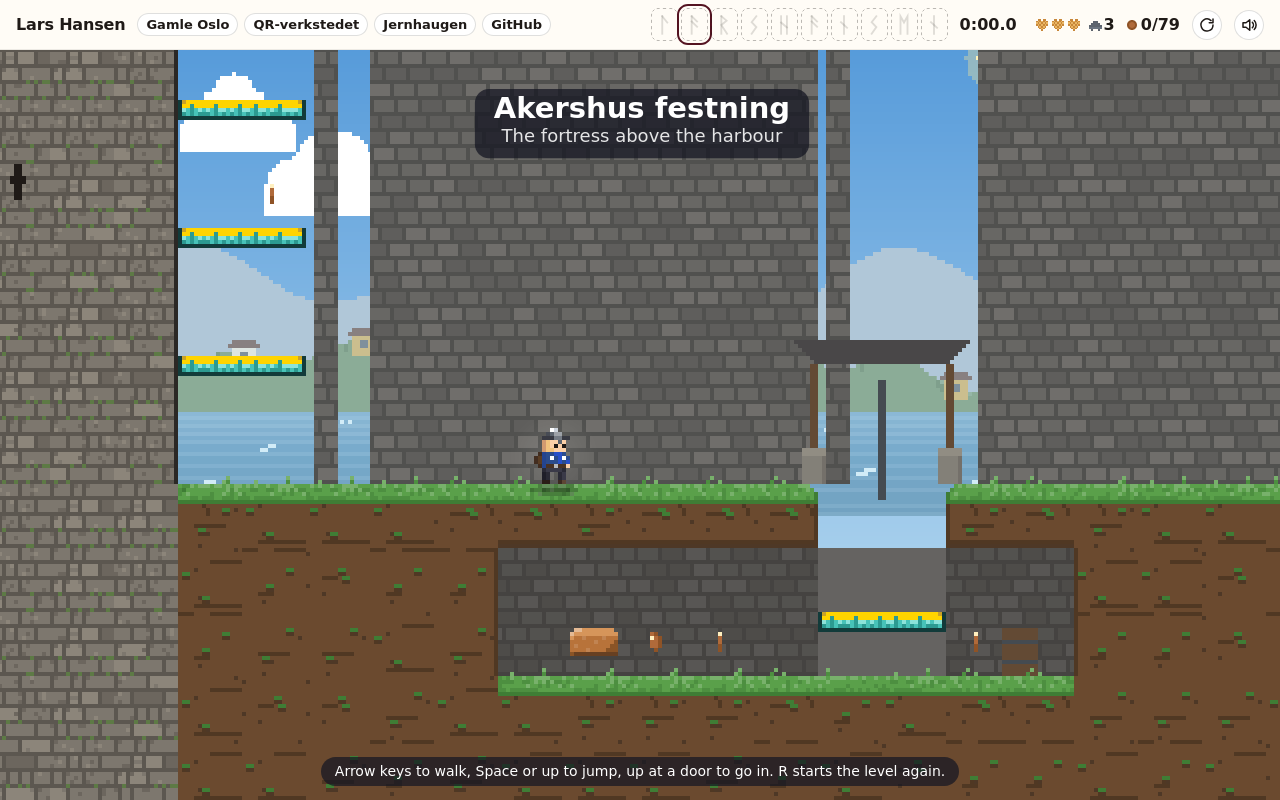 Lars Hansen
Gamle Oslo
QR-verkstedet
Jernhaugen
GitHub
ᛚ ᚫ ᚱ ᛊ ᚺ ᚨ ᚾ ᛊ ᛖ ᚾ
0:00.0
3
0/79
Akershus festning
The fortress above the harbour
Arrow keys to walk, Space or up to jump, up at a door to go in. R starts the level again.